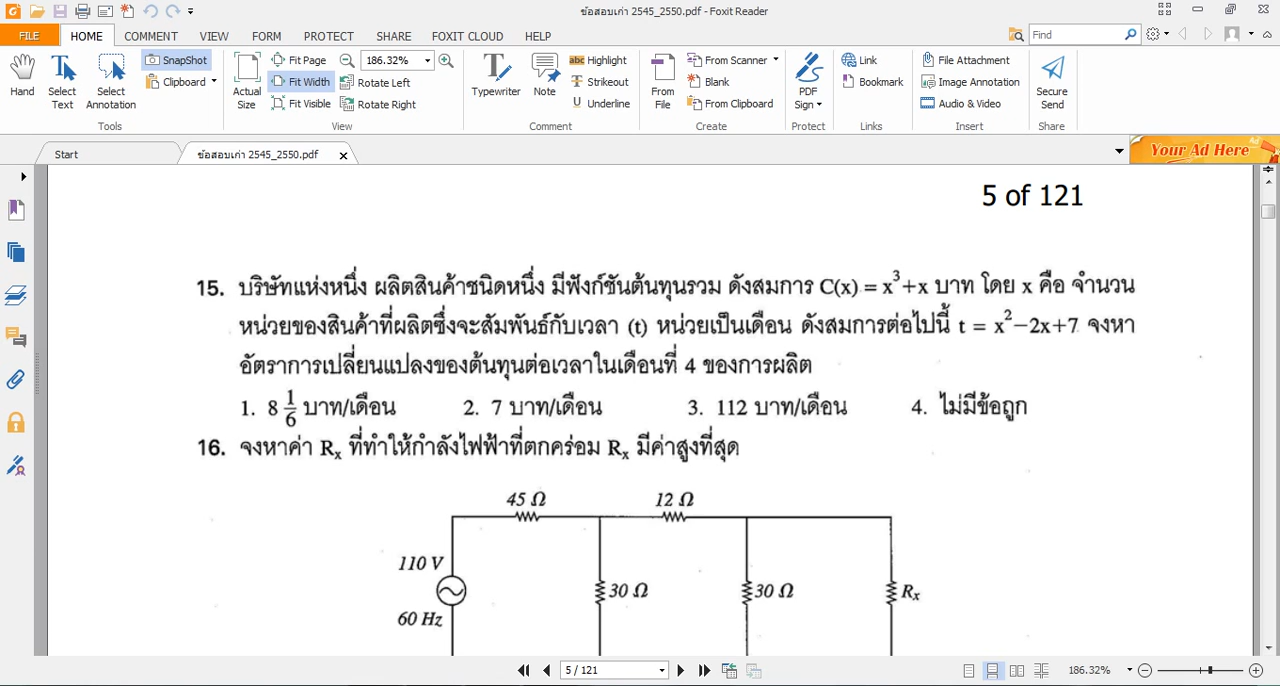 ข้อสอบเก่า 2545_2550.pdf - Foxit Reader
FILE HOME COMMENT VIEW FORM PROTECT SHARE FOXIT CLOUD HELP
Find
Hand
Select Text
Select Annotation
SnapShot
Clipboard
Tools
Actual Size
Fit Page
Fit Width
Fit Visible
186.32%
Rotate Left
Rotate Right
View
Typewriter
Note
abc Highlight
T Strikeout
U Underline
Comment
From File
From Scanner
Blank
From Clipboard
Create
PDF Sign
Protect
Link
Bookmark
Links
File Attachment
Image Annotation
Audio & Video
Insert
Secure Send
Share
Start
ข้อสอบเก่า 2545_2550.pdf
Your Ad Here
Ad
5 of 121
15. บริษัทแห่งหนึ่ง ผลิตสินค้าชนิดหนึ่ง มีฟังก์ชันต้นทุนรวม ดังสมการ C(x) = x³+x บาท โดย x คือ จำนวน
หน่วยของสินค้าที่ผลิตซึ่งจะสัมพันธ์กับเวลา (t) หน่วยเป็นเดือน ดังสมการต่อไปนี้ t = x²−2x+7 จงหา
อัตราการเปลี่ยนแปลงของต้นทุนต่อเวลาในเดือนที่ 4 ของการผลิต
1. 8 1/6 บาท/เดือน 2. 7 บาท/เดือน 3. 112 บาท/เดือน 4. ไม่มีข้อถูก
16. จงหาค่า Rx ที่ทำให้กำลังไฟฟ้าที่ตกคร่อม Rx มีค่าสูงที่สุด
45 Ω 12 Ω
110 V
30 Ω 30 Ω Rx
60 Hz
5 / 121
186.32%